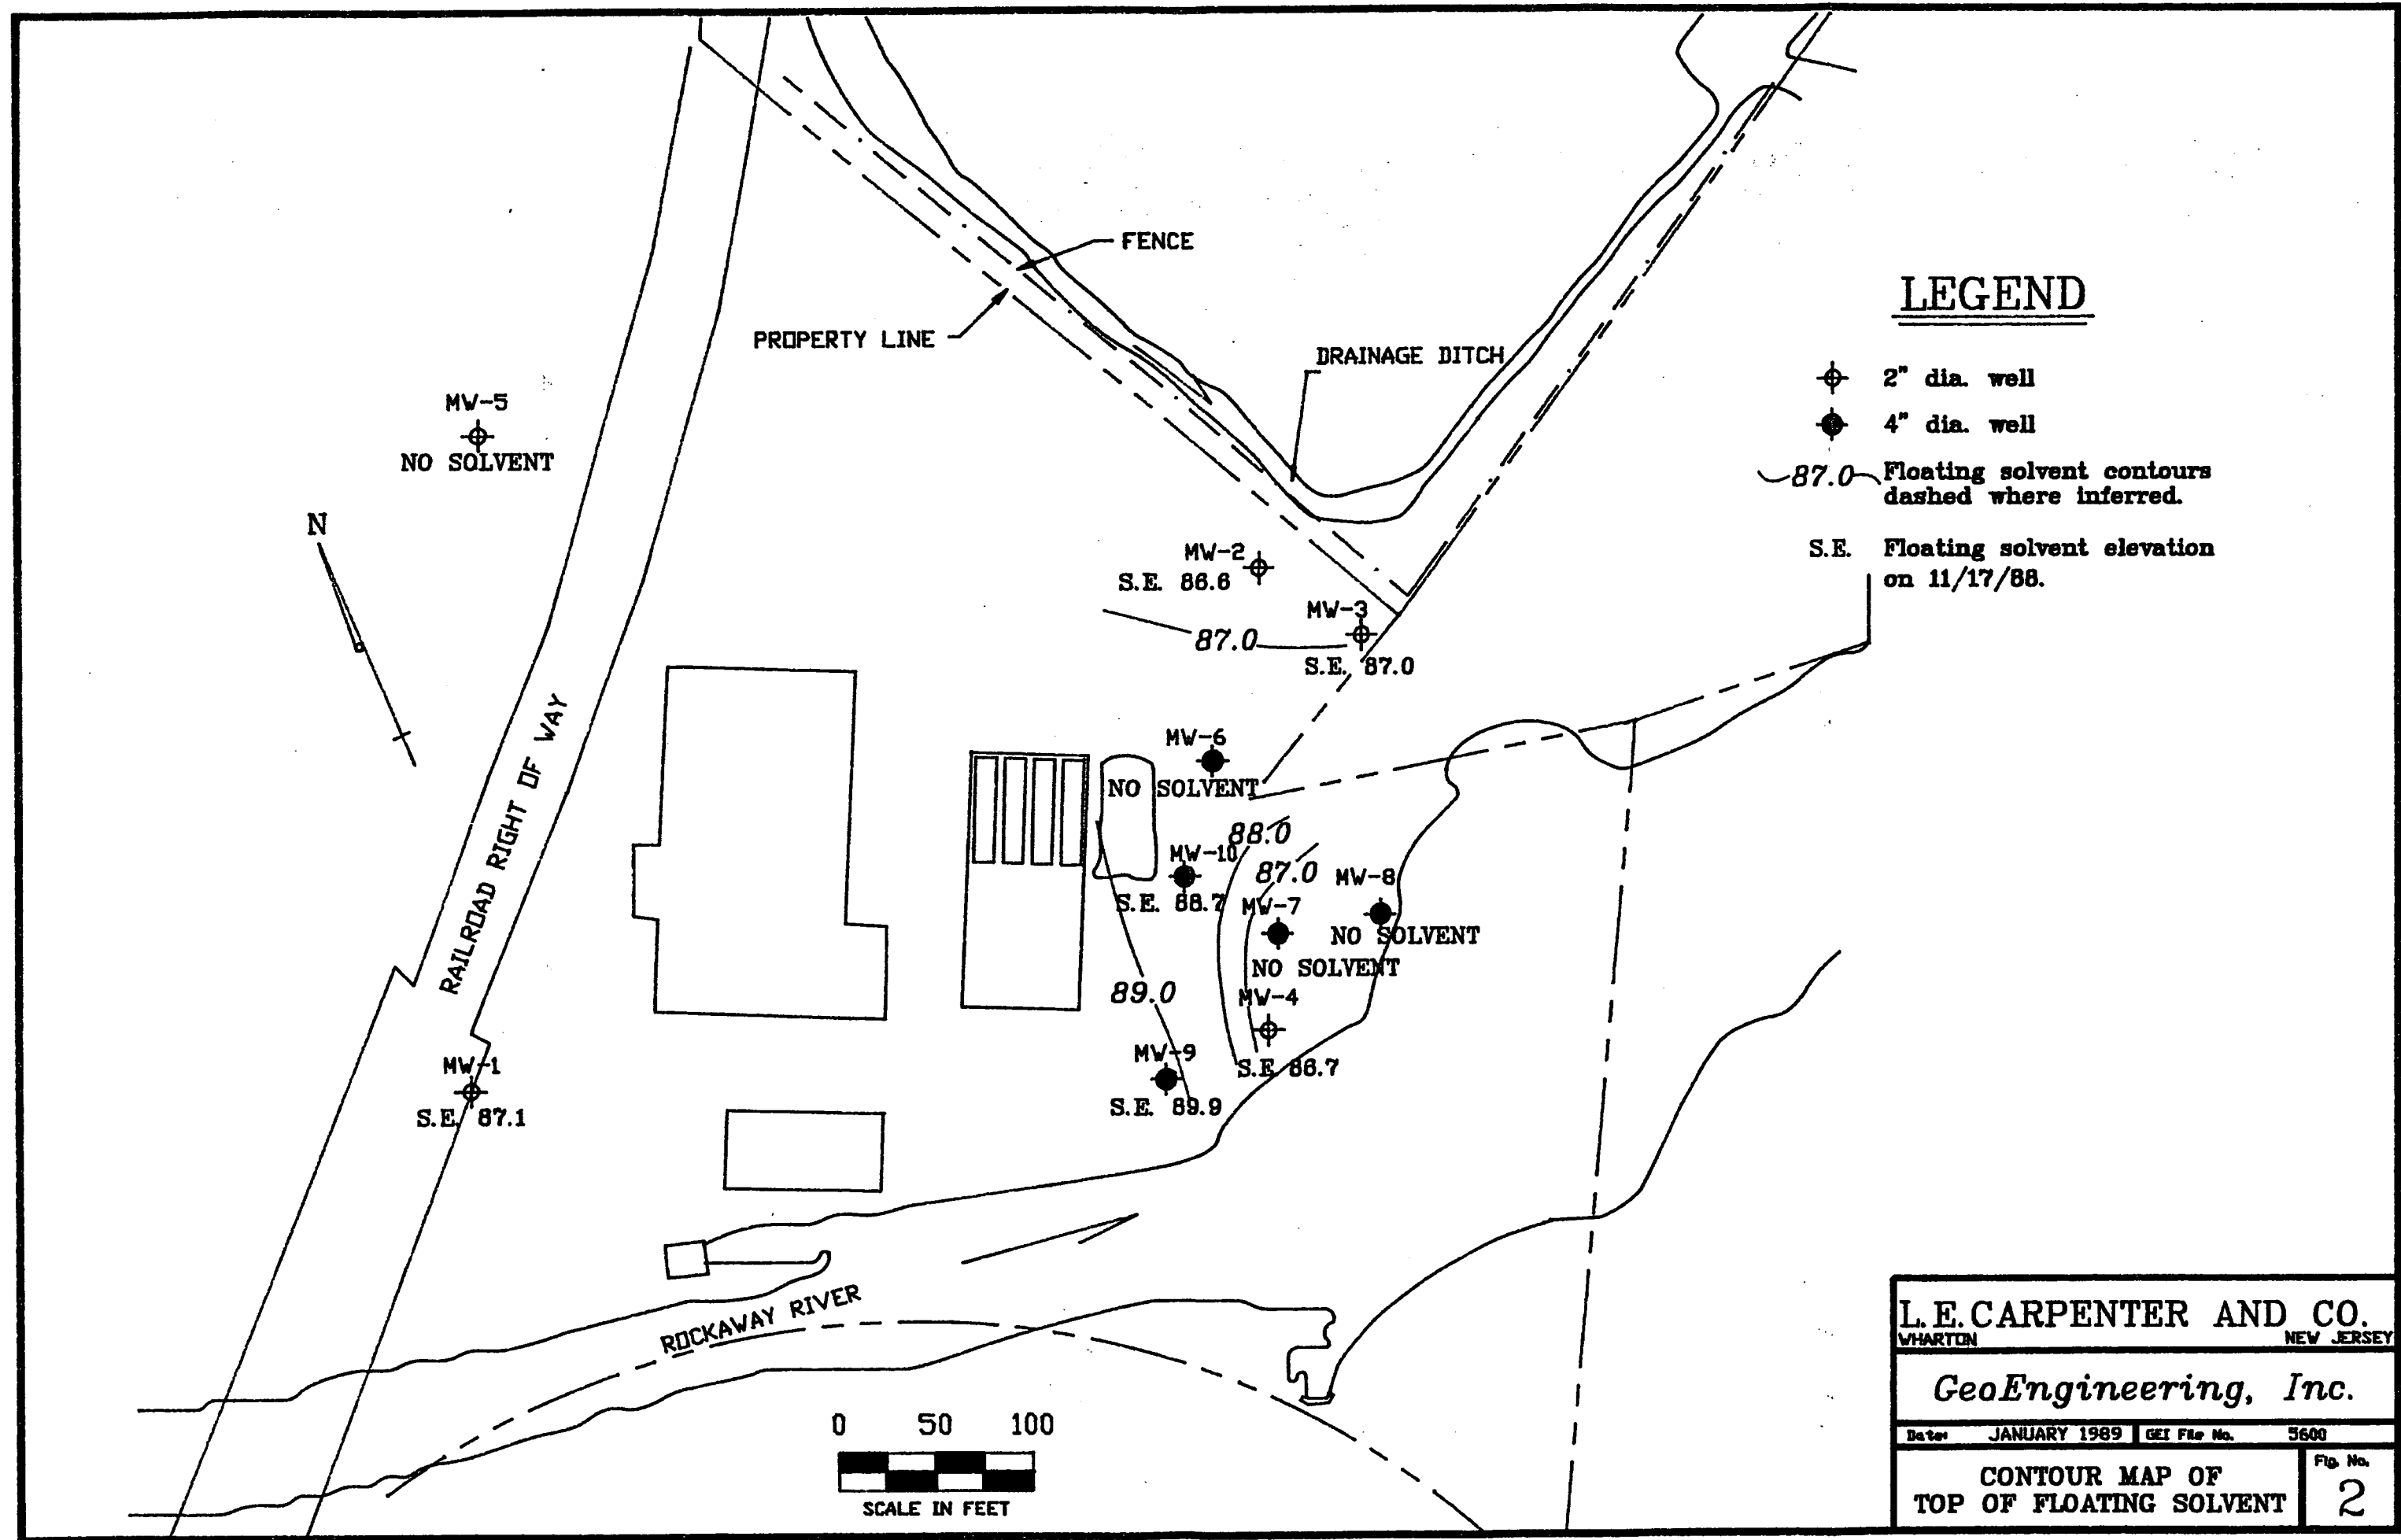 FENCE
PROPERTY LINE
DRAINAGE DITCH
LEGEND
2" dia. well
4" dia. well
87.0 Floating solvent contours
dashed where inferred.
S.E. Floating solvent elevation
on 11/17/88.
MW-5
NO SOLVENT
N
MW-2
S.E. 86.6
MW-3
87.0
S.E. 87.0
RAILROAD RIGHT OF WAY
MW-6
NO SOLVENT
88.0
MW-10
87.0
MW-8
S.E. 88.7
MW-7
NO SOLVENT
NO SOLVENT
89.0
MW-4
MW-9
S.E. 86.7
MW-1
S.E. 89.9
S.E. 87.1
ROCKAWAY RIVER
0 50 100
SCALE IN FEET
L.E. CARPENTER AND CO.
WHARTON NEW JERSEY
GeoEngineering, Inc.
Date: JANUARY 1989 GEI File No. 5600
CONTOUR MAP OF
TOP OF FLOATING SOLVENT
Fig. No.
2